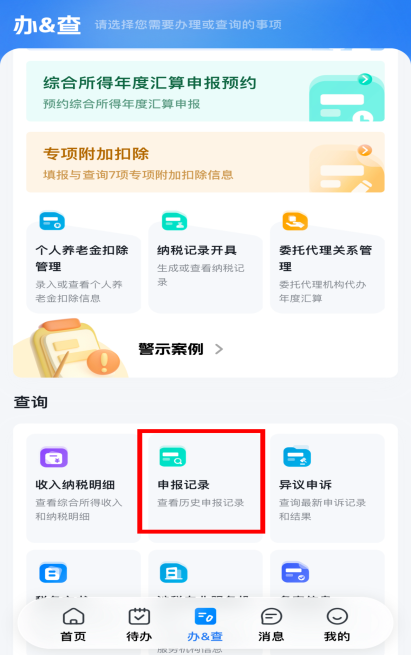 办&查 请选择您需要办理或查询的事项
综合所得年度汇算申报预约
预约综合所得年度汇算申报
专项附加扣除
填报与查询7项专项附加扣除信息
个人养老金扣除
管理
录入或查看个人养
老金扣除信息
纳税记录开具
生成或查看纳税记
录
委托代理关系管
理
委托代理机构代办
年度汇算
警示案例 >
查询
收入纳税明细
查看综合所得收入
和纳税明细
申报记录
查看历史申报记录
异议申诉
查询最新申诉记录
和结果
首页
待办
办&查
消息
我的